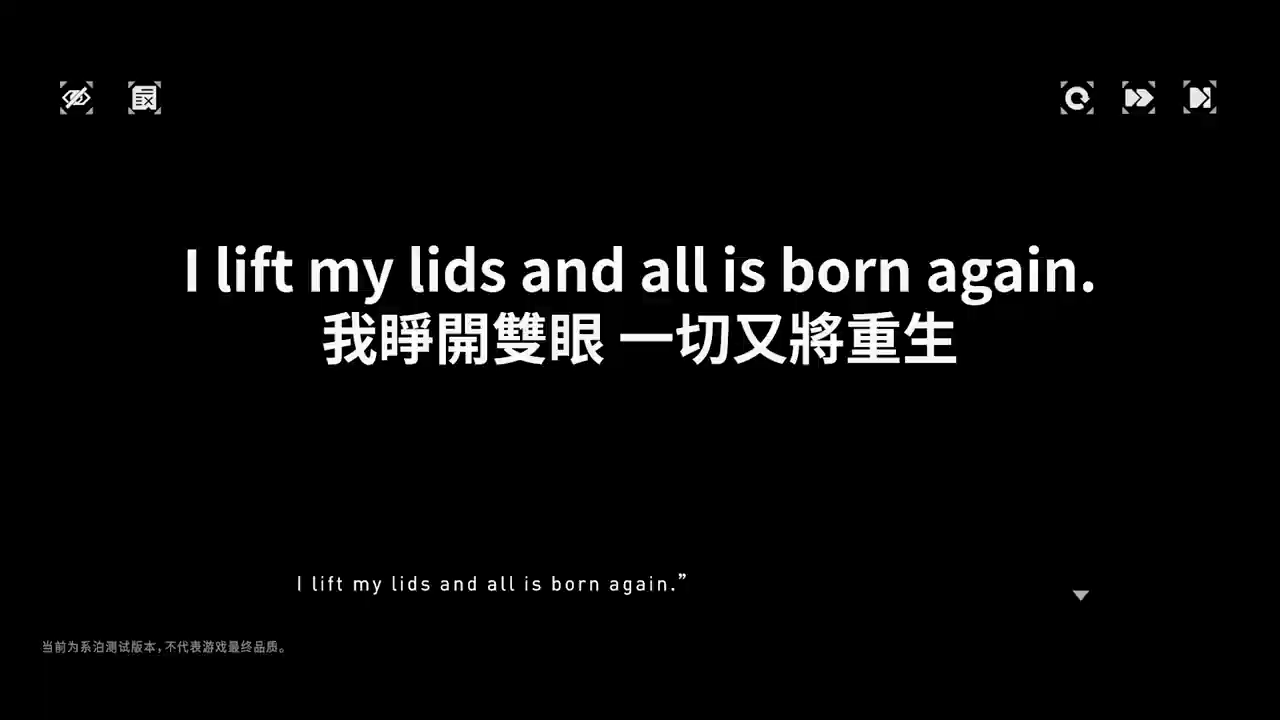 I lift my lids and all is born again.
我睜開雙眼 一切又將重生
I lift my lids and all is born again.”
当前为系泊测试版本，不代表游戏最终品质。